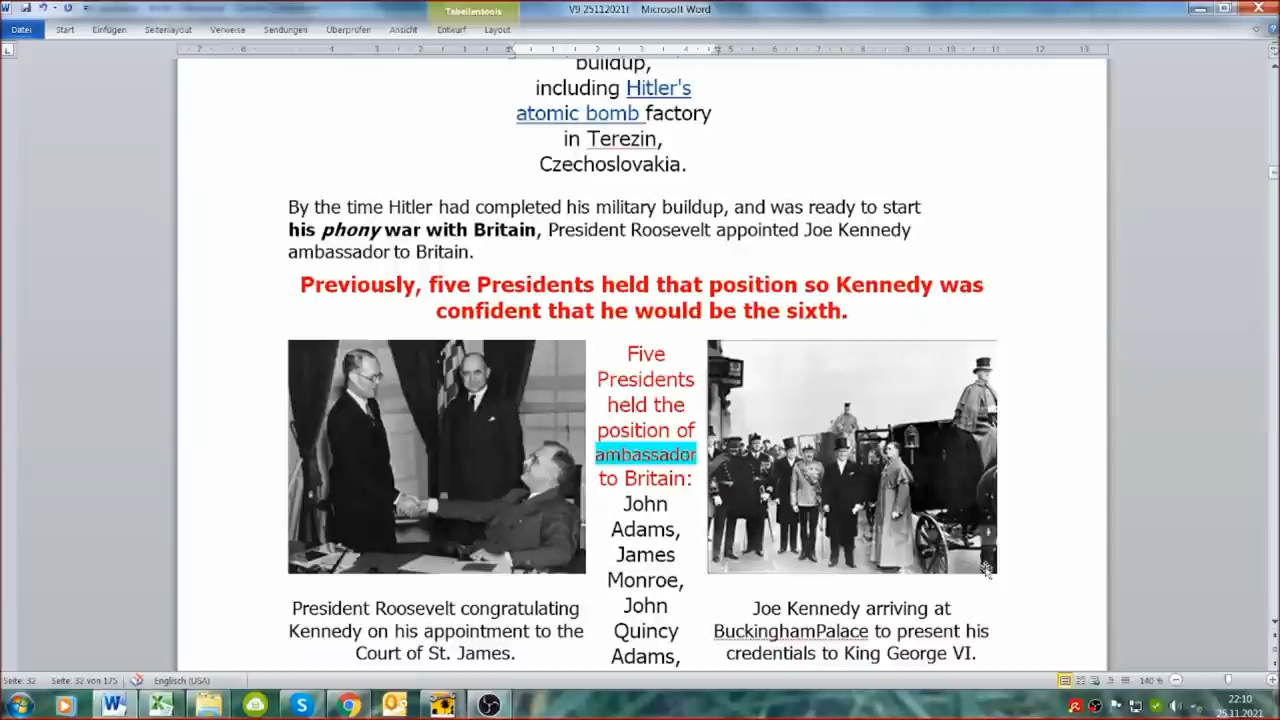 Tabellentools
V9 25112021I - Microsoft Word
Datei Start Einfügen Seitenlayout Verweise Sendungen Überprüfen Ansicht Entwurf Layout
buildup,
including Hitler's
atomic bomb factory
in Terezin,
Czechoslovakia.
By the time Hitler had completed his military buildup, and was ready to start
his phony war with Britain, President Roosevelt appointed Joe Kennedy
ambassador to Britain.
Previously, five Presidents held that position so Kennedy was
confident that he would be the sixth.
Five
Presidents
held the
position of
ambassador
to Britain:
John
Adams,
James
Monroe,
John
Quincy
Adams,
President Roosevelt congratulating
Kennedy on his appointment to the
Court of St. James.
Joe Kennedy arriving at
BuckinghamPalace to present his
credentials to King George VI.
Seite: 32 Seite: 32 von 175 Englisch (USA) 140 %
22:10
25.11.2021